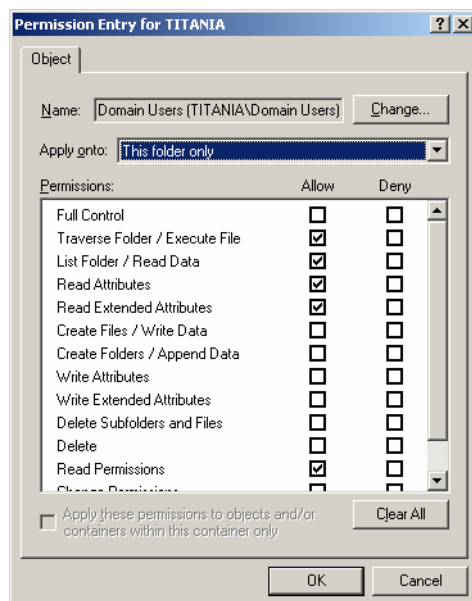 Permission Entry for TITANIA
Object
Name: Domain Users (TITANIA\Domain Users) Change...
Apply onto: This folder only
Permissions: Allow Deny
Full Control
Traverse Folder / Execute File
List Folder / Read Data
Read Attributes
Read Extended Attributes
Create Files / Write Data
Create Folders / Append Data
Write Attributes
Write Extended Attributes
Delete Subfolders and Files
Delete
Read Permissions
Change Permissions
Apply these permissions to objects and/or
containers within this container only
Clear All
OK Cancel